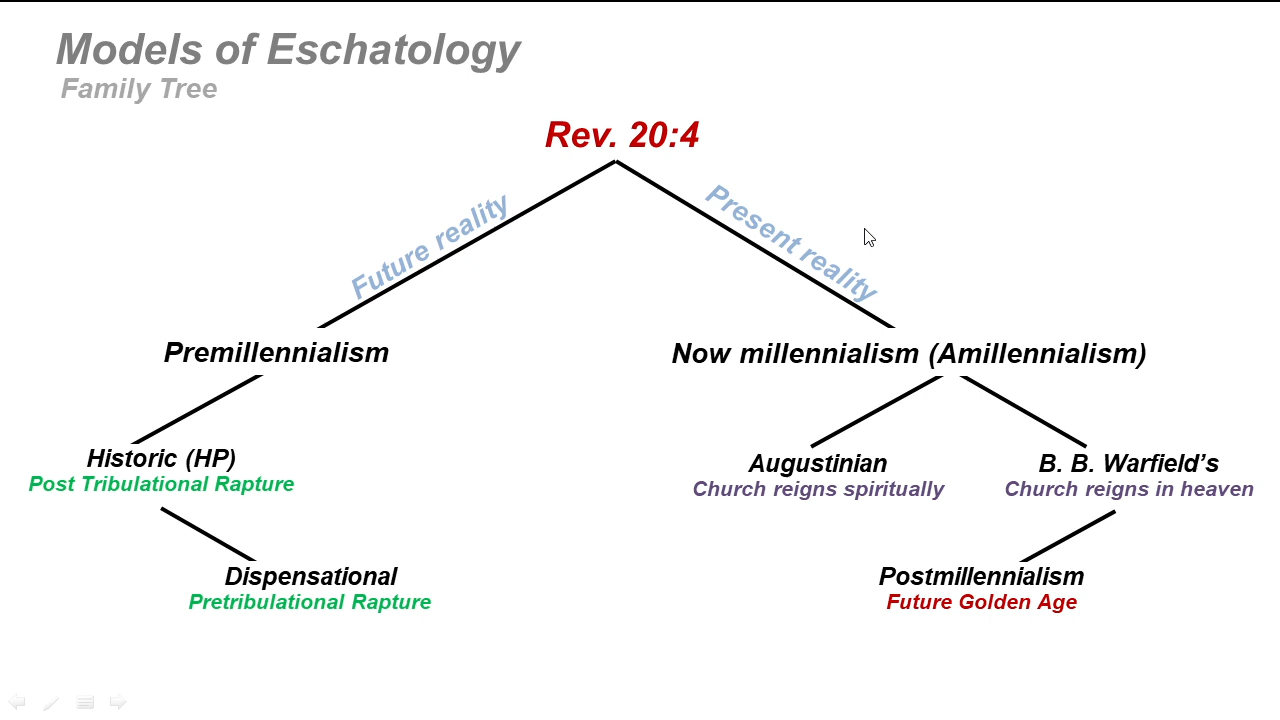 Models of Eschatology
Family Tree
Rev. 20:4
Future reality
Present reality
Premillennialism
Now millennialism (Amillennialism)
Historic (HP)
Post Tribulational Rapture
Augustinian
Church reigns spiritually
B. B. Warfield’s
Church reigns in heaven
Dispensational
Pretribulational Rapture
Postmillennialism
Future Golden Age